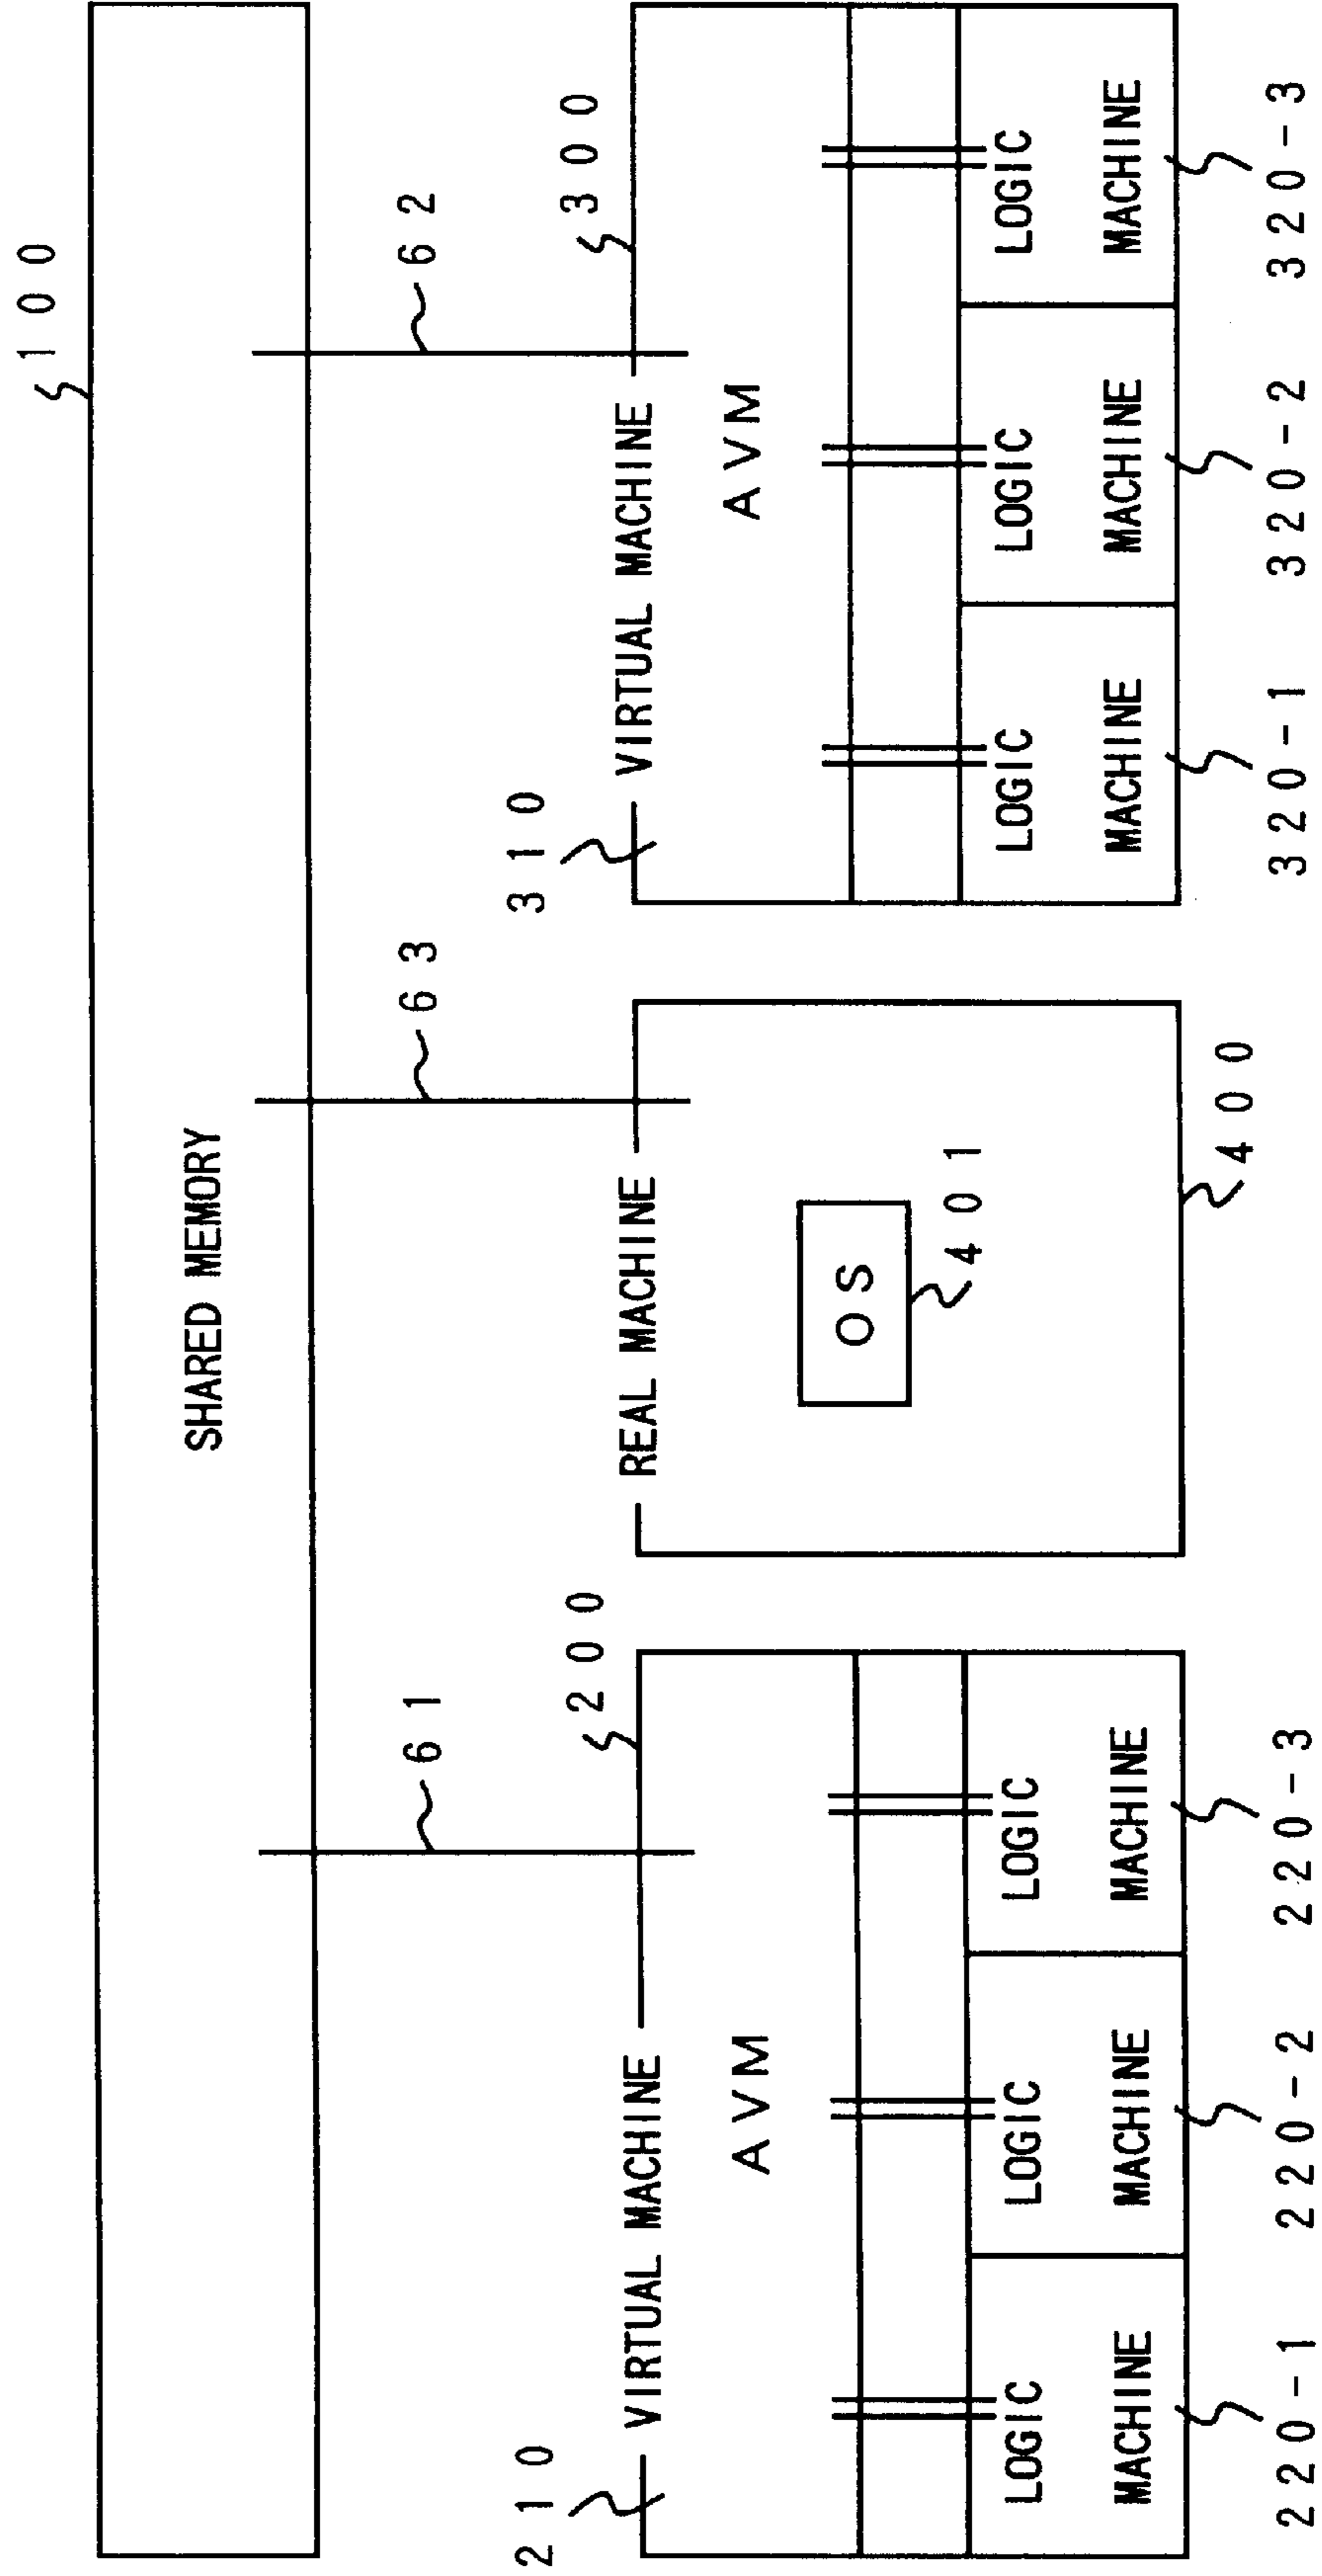 100
SHARED MEMORY
61
63
62
210
200
310
300
VIRTUAL MACHINE
REAL MACHINE
VIRTUAL MACHINE
AVM
OS
AVM
401
LOGIC MACHINE
LOGIC MACHINE
LOGIC MACHINE
LOGIC MACHINE
LOGIC MACHINE
LOGIC MACHINE
400
220-1
220-2
220-3
320-1
320-2
320-3